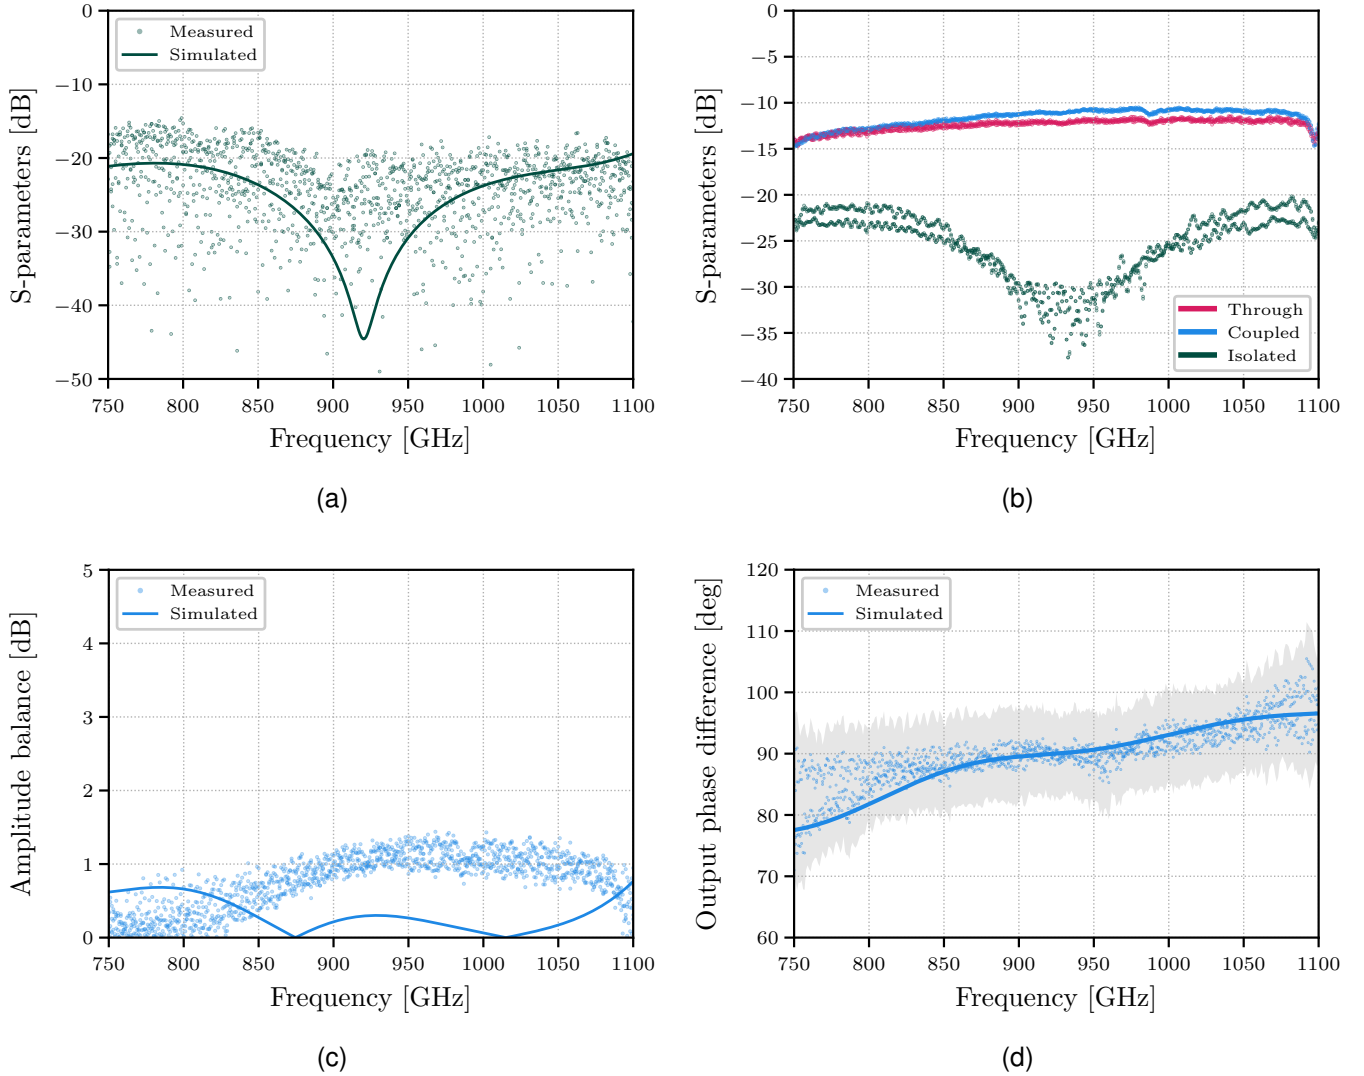 0
−10
−20
−30
−40
−50
S-parameters [dB]
Measured
Simulated
750
800
850
900
950
1000
1050
1100
Frequency [GHz]
(a)
0
−5
−10
−15
−20
−25
−30
−35
−40
S-parameters [dB]
Through
Coupled
Isolated
750
800
850
900
950
1000
1050
1100
Frequency [GHz]
(b)
5
4
3
2
1
0
Amplitude balance [dB]
Measured
Simulated
750
800
850
900
950
1000
1050
1100
Frequency [GHz]
(c)
120
110
100
90
80
70
60
Output phase difference [deg]
Measured
Simulated
750
800
850
900
950
1000
1050
1100
Frequency [GHz]
(d)